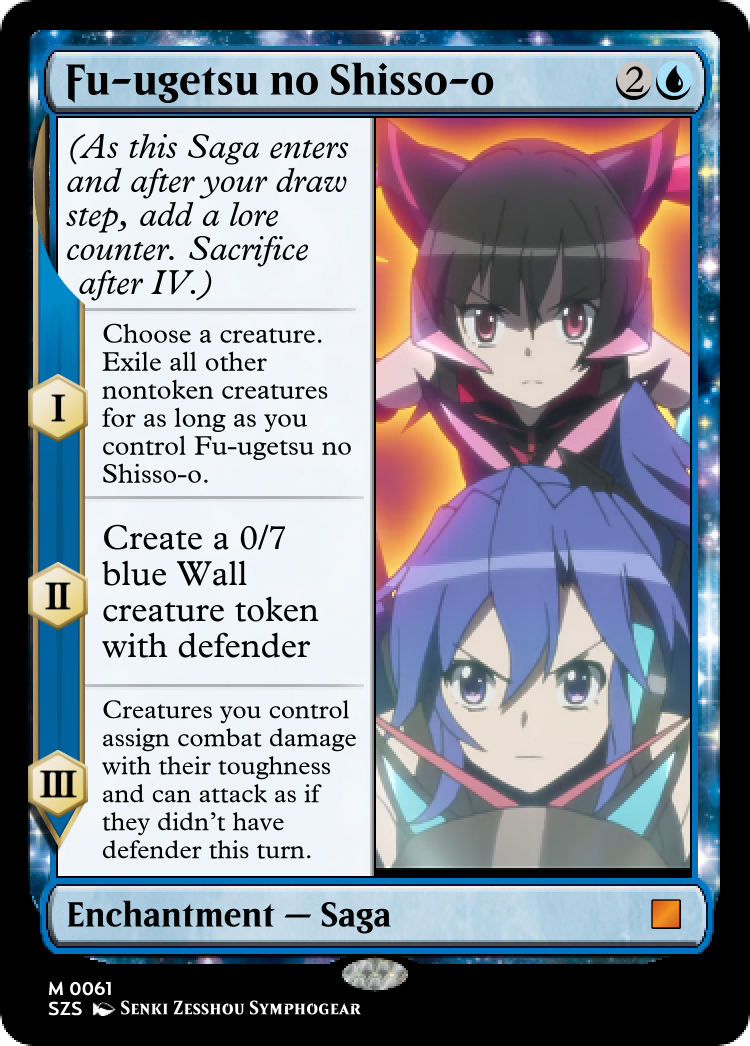 Fu-ugetsu no Shisso-o 2
(As this Saga enters
and after your draw
step, add a lore
counter. Sacrifice
after IV.)
I
Choose a creature.
Exile all other
nontoken creatures
for as long as you
control Fu-ugetsu no
Shisso-o.
II
Create a 0/7
blue Wall
creature token
with defender
III
Creatures you control
assign combat damage
with their toughness
and can attack as if
they didn't have
defender this turn.
Enchantment — Saga
M 0061
SZS Senki Zesshou Symphogear